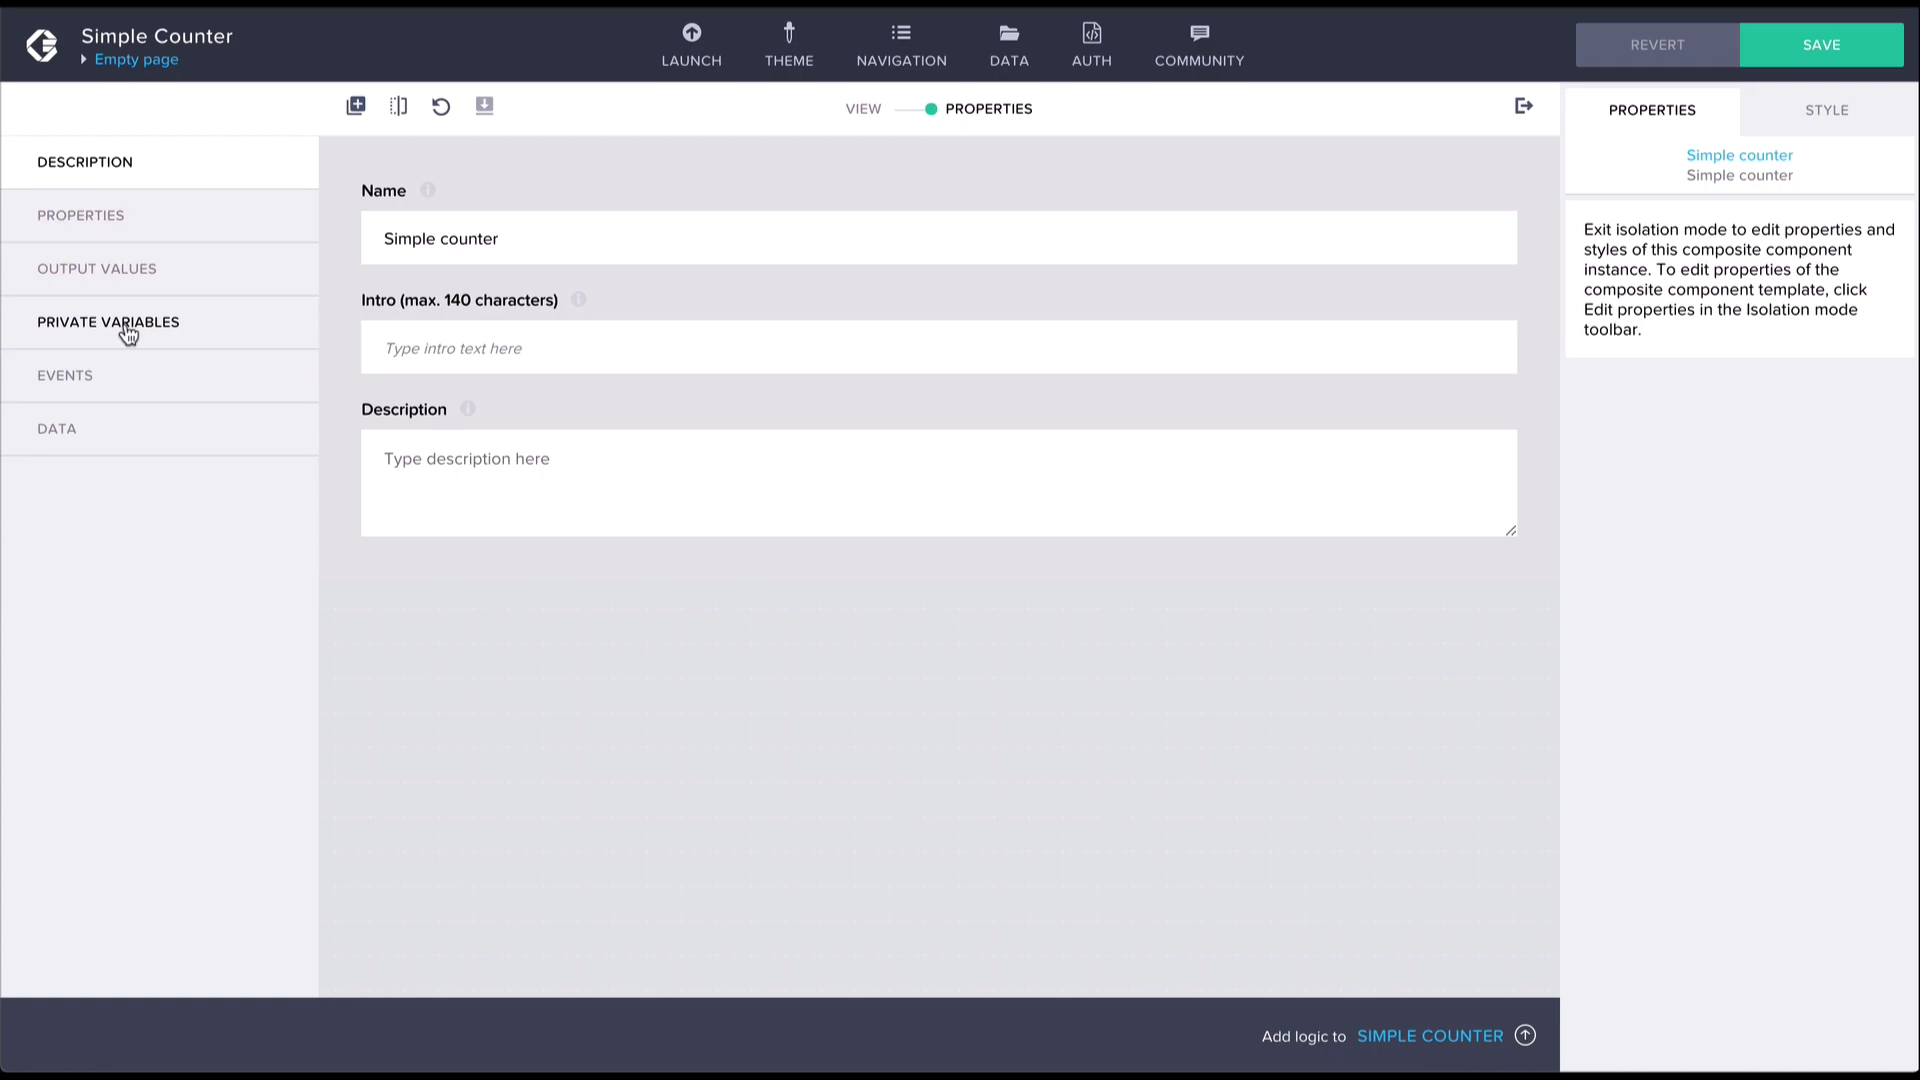 Simple Counter
Empty page
LAUNCH
THEME
NAVIGATION
DATA
AUTH
COMMUNITY
REVERT
SAVE
VIEW
PROPERTIES
PROPERTIES
STYLE
Simple counter
Simple counter
Exit isolation mode to edit properties and
styles of this composite component
instance. To edit properties of the
composite component template, click
Edit properties in the Isolation mode
toolbar.
DESCRIPTION
PROPERTIES
OUTPUT VALUES
PRIVATE VARIABLES
EVENTS
DATA
Name
Simple counter
Intro (max. 140 characters)
Type intro text here
Description
Type description here
Add logic to SIMPLE COUNTER